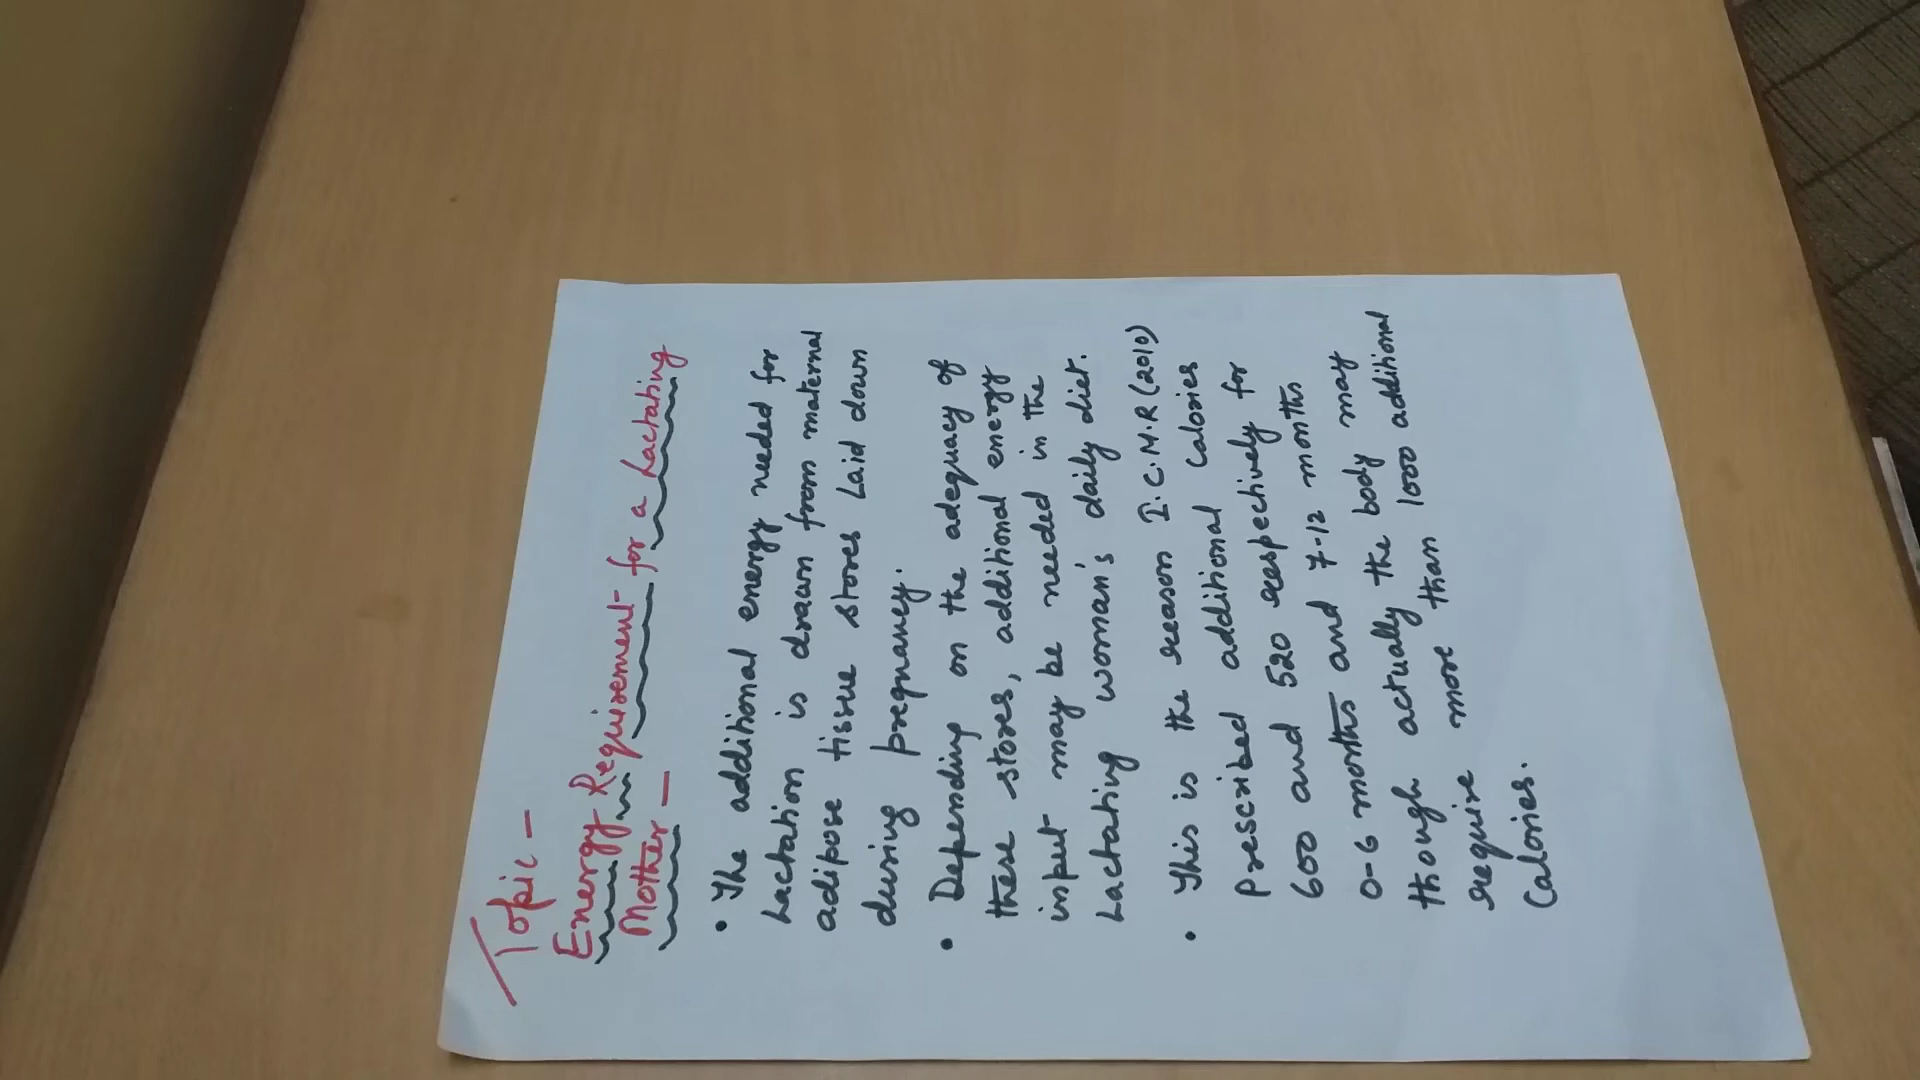 Topic -
Energy Requirement for a Lactating
Mother -
• The additional energy needed for
Lactation is drawn from maternal
adipose tissue stores Laid down
during pregnancy.
• Depending on the adequacy of
these stores, additional energy
input may be needed in the
Lactating woman's daily diet.
• This is the reason I.C.M.R (2010)
Prescribed additional Calories
600 and 520 respectively for
0-6 months and 7-12 months
though actually the body may
require more than 1000 additional
Calories.